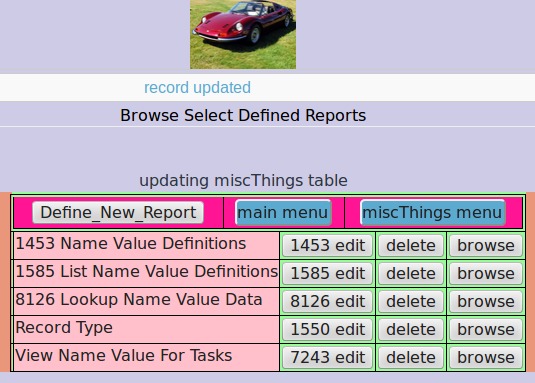 record updated
Browse Select Defined Reports
updating miscThings table
Define_New_Report main menu miscThings menu
1453 Name Value Definitions 1453 edit delete browse
1585 List Name Value Definitions 1585 edit delete browse
8126 Lookup Name Value Data 8126 edit delete browse
Record Type 1550 edit delete browse
View Name Value For Tasks 7243 edit delete browse